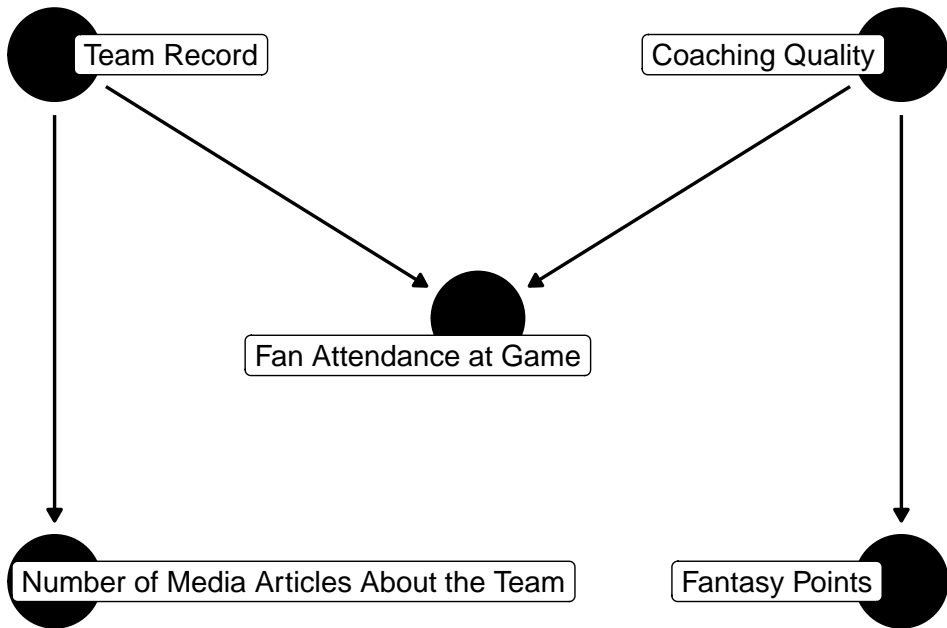 Team Record
Coaching Quality
Fan Attendance at Game
Number of Media Articles About the Team
Fantasy Points